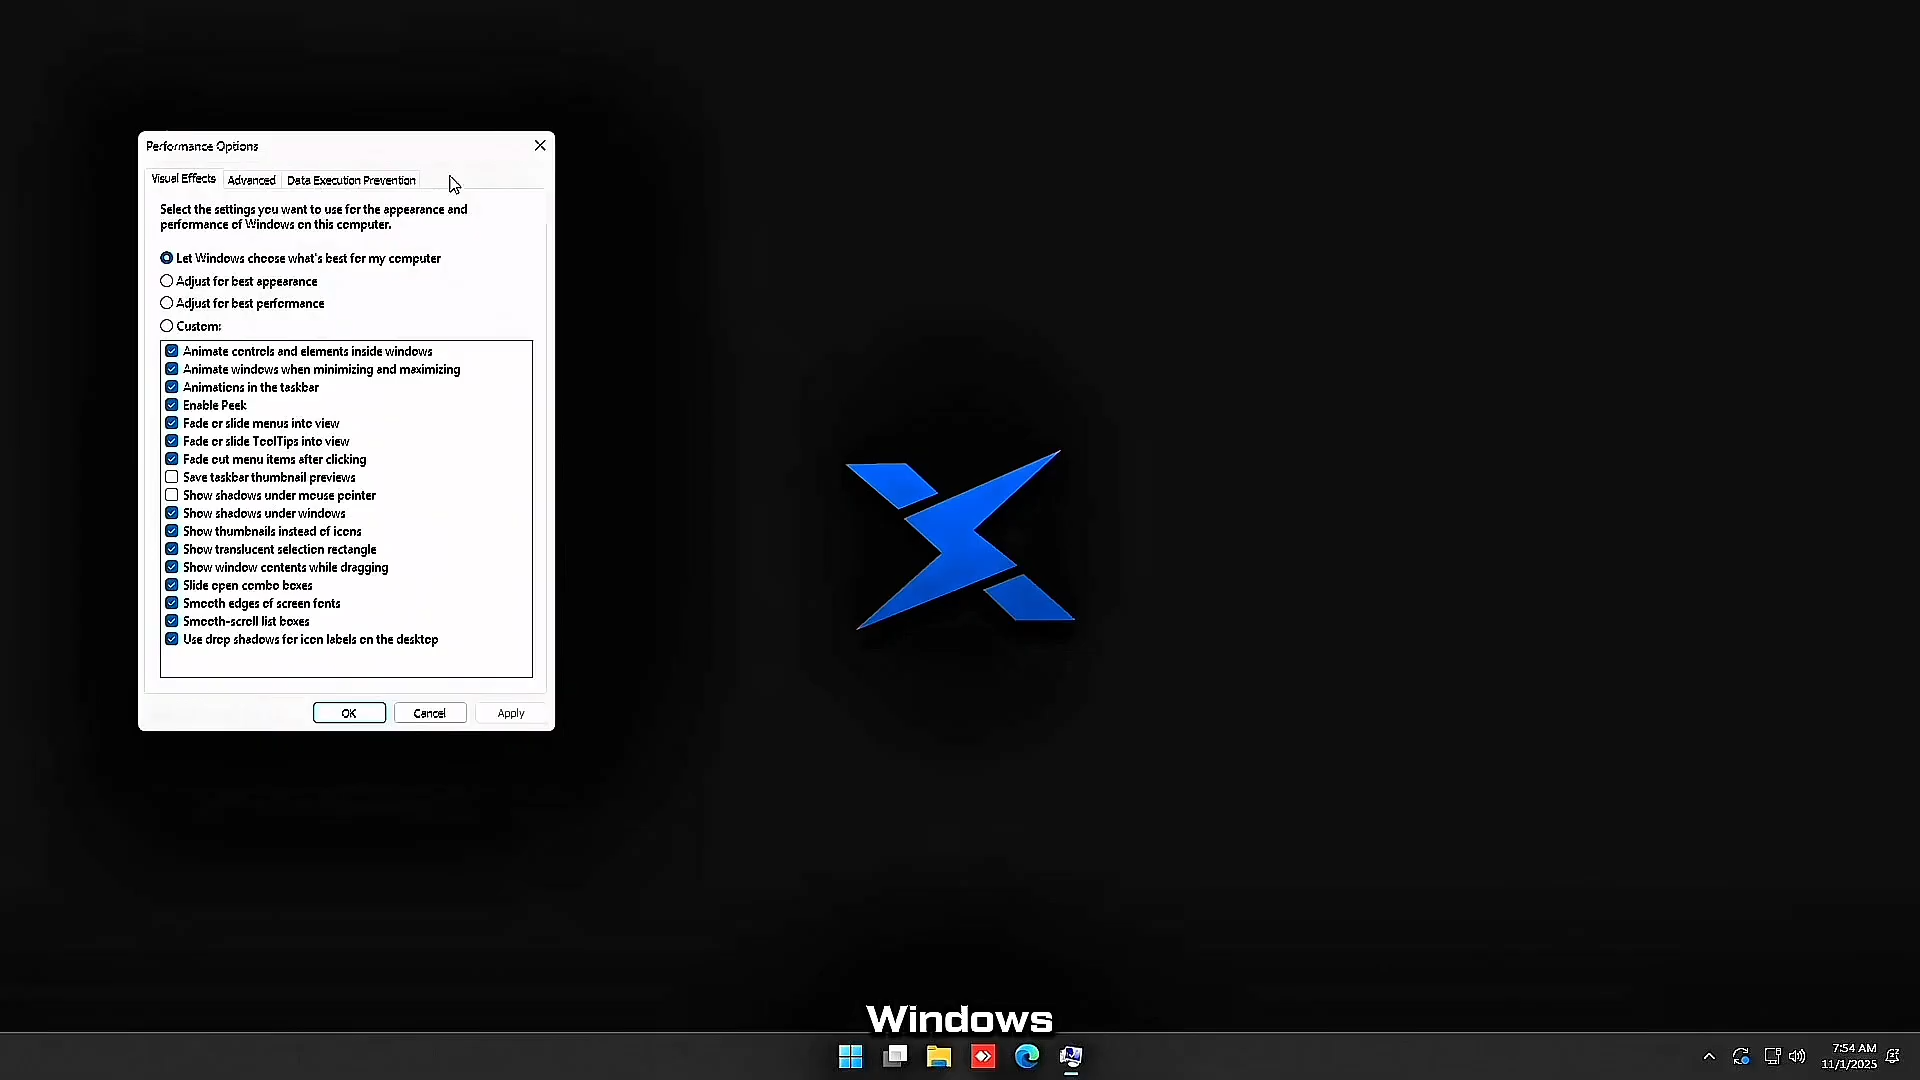 Performance Options
Visual Effects
Advanced
Data Execution Prevention
Select the settings you want to use for the appearance and
performance of Windows on this computer.
Let Windows choose what's best for my computer
Adjust for best appearance
Adjust for best performance
Custom:
Animate controls and elements inside windows
Animate windows when minimizing and maximizing
Animations in the taskbar
Enable Peek
Fade or slide menus into view
Fade or slide ToolTips into view
Fade out menu items after clicking
Save taskbar thumbnail previews
Show shadows under mouse pointer
Show shadows under windows
Show thumbnails instead of icons
Show translucent selection rectangle
Show window contents while dragging
Slide open combo boxes
Smooth edges of screen fonts
Smooth-scroll list boxes
Use drop shadows for icon labels on the desktop
OK
Cancel
Apply
Windows
7:54 AM
11/1/2025